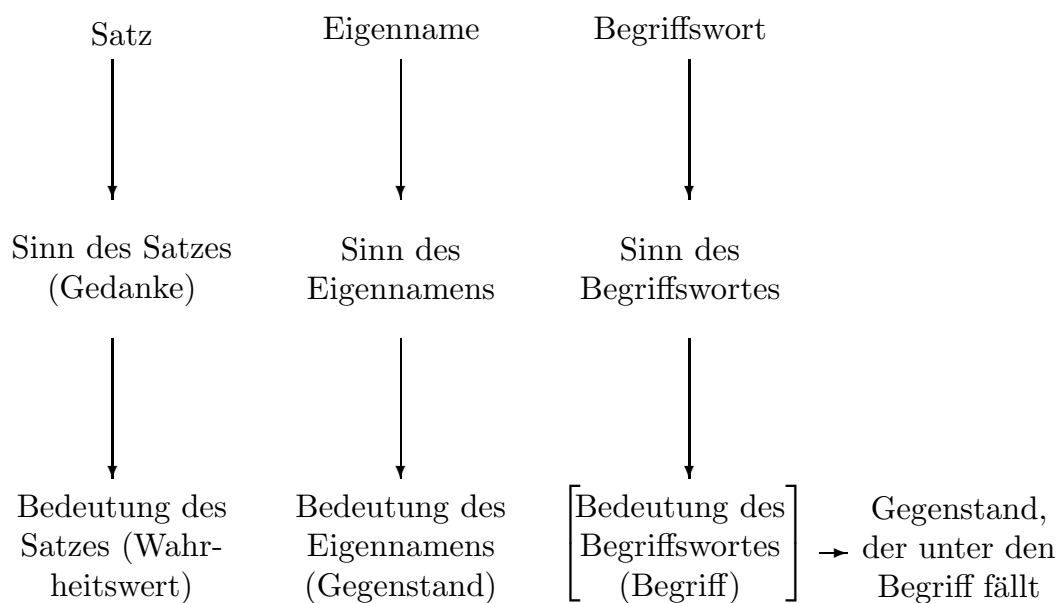 Satz
Eigenname
Begriffswort
Sinn des Satzes
(Gedanke)
Sinn des
Eigennamens
Sinn des
Begriffswortes
Bedeutung des
Satzes (Wahr-
heitswert)
Bedeutung des
Eigennamens
(Gegenstand)
Bedeutung des
Begriffswortes
(Begriff)
Gegenstand,
der unter den
Begriff fällt